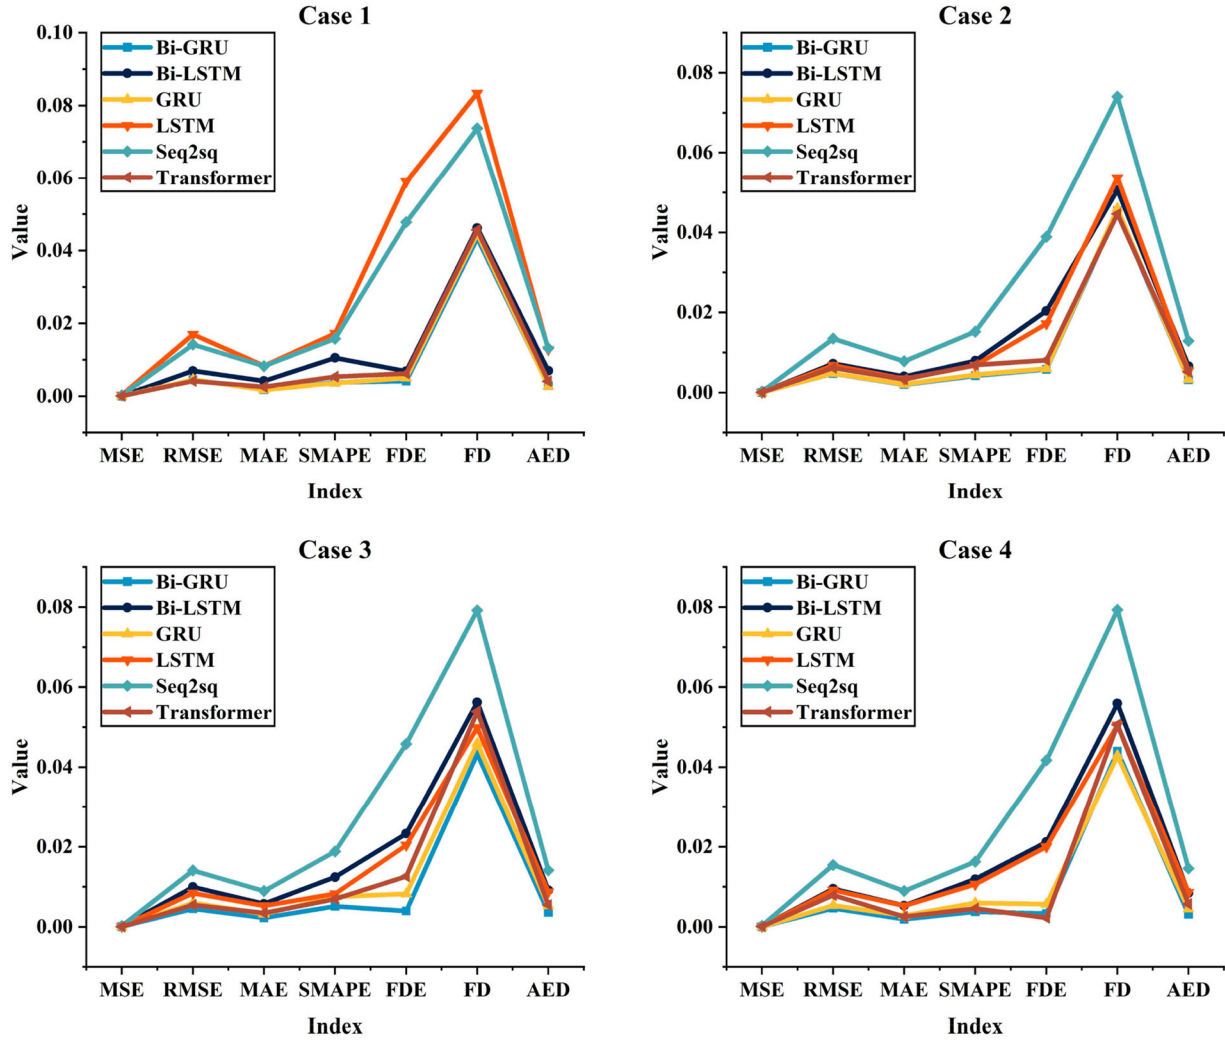 Case 1
0.10
0.08
0.06
0.04
0.02
0.00
Value
Bi-GRU
Bi-LSTM
GRU
LSTM
Seq2sq
Transformer
MSE RMSE MAE SMAPE FDE FD AED
Index
Case 2
0.08
0.06
0.04
0.02
0.00
Value
Bi-GRU
Bi-LSTM
GRU
LSTM
Seq2sq
Transformer
MSE RMSE MAE SMAPE FDE FD AED
Index
Case 3
0.08
0.06
0.04
0.02
0.00
Value
Bi-GRU
Bi-LSTM
GRU
LSTM
Seq2sq
Transformer
MSE RMSE MAE SMAPE FDE FD AED
Index
Case 4
0.08
0.06
0.04
0.02
0.00
Value
Bi-GRU
Bi-LSTM
GRU
LSTM
Seq2sq
Transformer
MSE RMSE MAE SMAPE FDE FD AED
Index